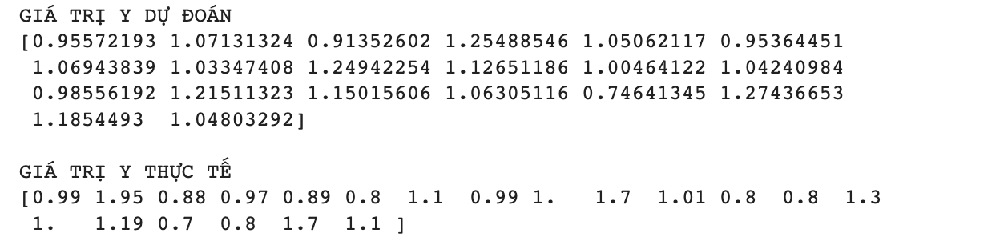 GIÁ TRỊ Y DỰ ĐOÁN
[0.95572193 1.07131324 0.91352602 1.25488546 1.05062117 0.95364451
1.06943839 1.03347408 1.24942254 1.12651186 1.00464122 1.04240984
0.98556192 1.21511323 1.15015606 1.06305116 0.74641345 1.27436653
1.1854493  1.04803292]
GIÁ TRỊ Y THỰC TẾ
[0.99 1.95 0.88 0.97 0.89 0.8  1.1  0.99 1.   1.7  1.01 0.8  0.8  1.3
1.   1.19 0.7  0.8  1.7  1.1 ]